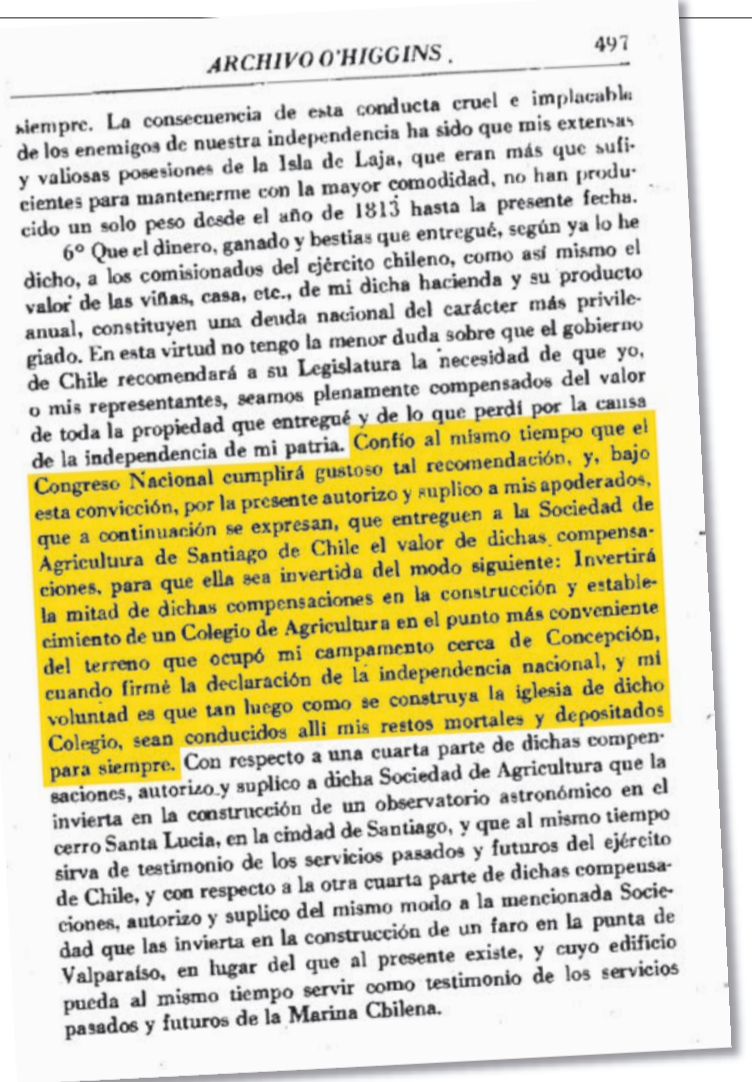 ARCHIVO O'HIGGINS.
497
siempre. La consecuencia de esta conducta cruel e implacable
de los enemigos de nuestra independencia ha sido que mis extensas
y valiosas posesiones de la Isla de Laja, que eran más que sufi-
cientes para mantenerme con la mayor comodidad, no han produ-
cido un solo peso desde el año de 1813 hasta la presente fecha.
6º Que el dinero, ganado y bestias que entregué, según ya lo he
dicho, a los comisionados del ejército chileno, como así mismo el
valor de las viñas, casa, etc., de mi dicha hacienda y su producto
anual, constituyen una deuda nacional del carácter más privile-
giado. En esta virtud no tengo la menor duda sobre que el gobierno
de Chile recomendará a su Legislatura la necesidad de que yo,
o mis representantes, seamos plenamente compensados del valor
de toda la propiedad que entregué y de lo que perdí por la causa
de la independencia de mi patria. Confío al mismo tiempo que el
Congreso Nacional cumplirá gustoso tal recomendación, y, bajo
esta convicción, por la presente autorizo y suplico a mis apoderados,
que a continuación se expresan, que entreguen a la Sociedad de
Agricultuura de Santiago de Chile el valor de dichas compensa-
ciones, para que ella sea invertida del modo siguiente: Invertirá
la mitad de dichas compensaciones en la construcción y estable-
cimiento de un Colegio de Agricultura en el punto más conveniente
del terreno que ocupó mi campamento cerca de Concepción,
cuando firmé la declaración de la independencia nacional, y mi
voluntad es que tan luego como se construya la iglesia de dicho
Colegio, sean conducidos alli mis restos mortales y depositados
para siempre. Con respecto a una cuarta parte de dichas compen-
saciones, autorizo y suplico a dicha Sociedad de Agricultura que la
invierta en la construcción de un observatorio astronómico en el
cerro Santa Lucia, en la ciudad de Santiago, y que al mismo tiempo
sirva de testimonio de los servicios pasados y futuros del ejército
de Chile, y con respecto a la otra cuarta parte de dichas compensa-
ciones, autorizo y suplico del mismo modo a la mencionada Socie-
dad que las invierta en la construcción de un faro en la punta de
Valparaíso, en lugar del que al presente existe, y cuyo edificio
pueda al mismo tiempo servir como testimonio de los servicios
pasados y futuros de la Marina Chilena.